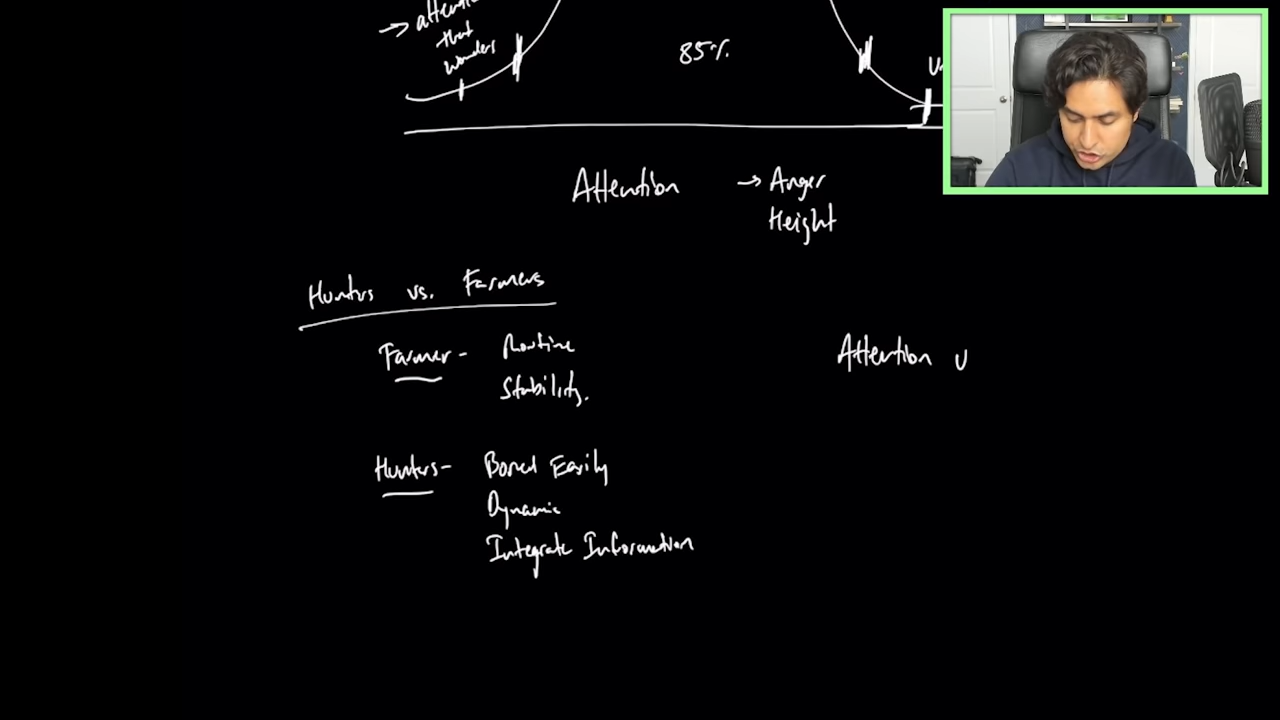 → attenti
that
wanders
85%
Attention → Anger
Height
Hunters vs. Farmers
Farmer - Routine
Stability.
Attention v
Hunters - Bored Easily
Dynamic
Integrate Information